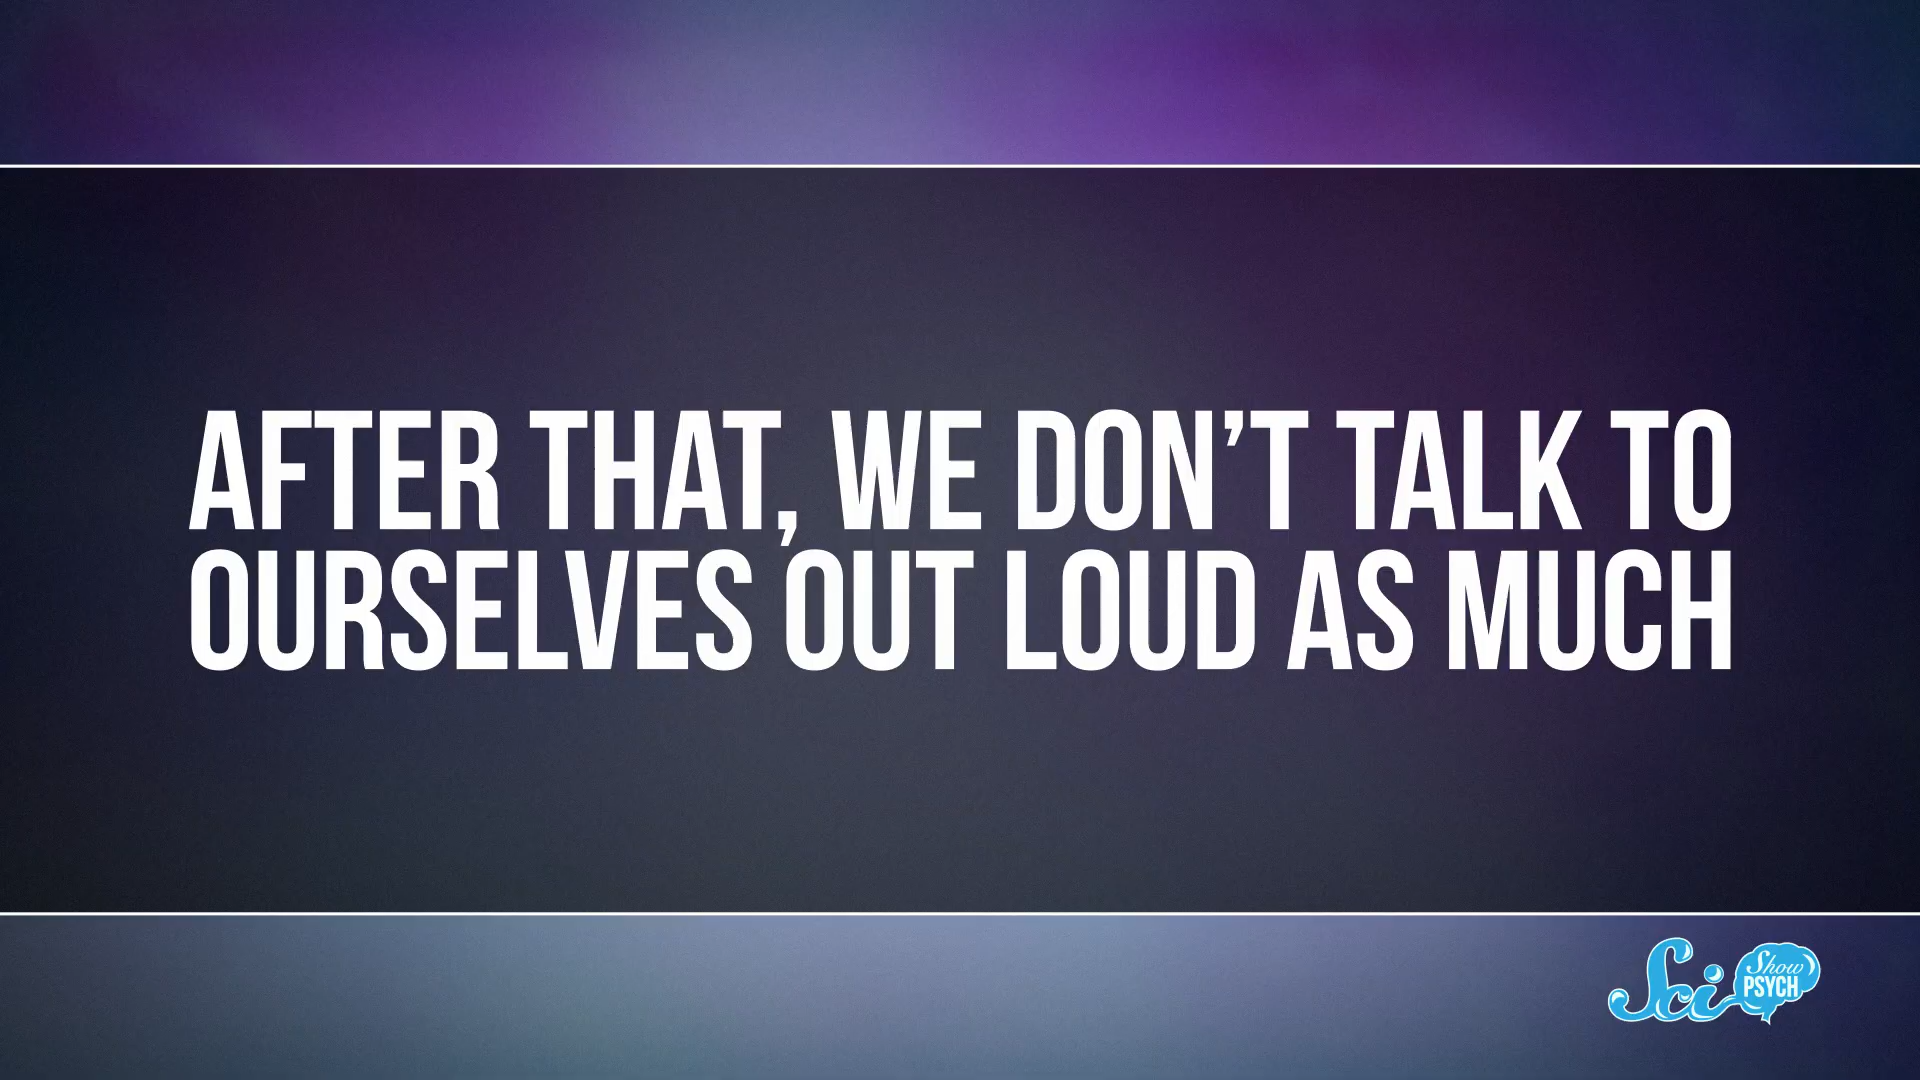 AFTER THAT, WE DON’T TALK TO
OURSELVES OUT LOUD AS MUCH
Sci Show
PSYCH